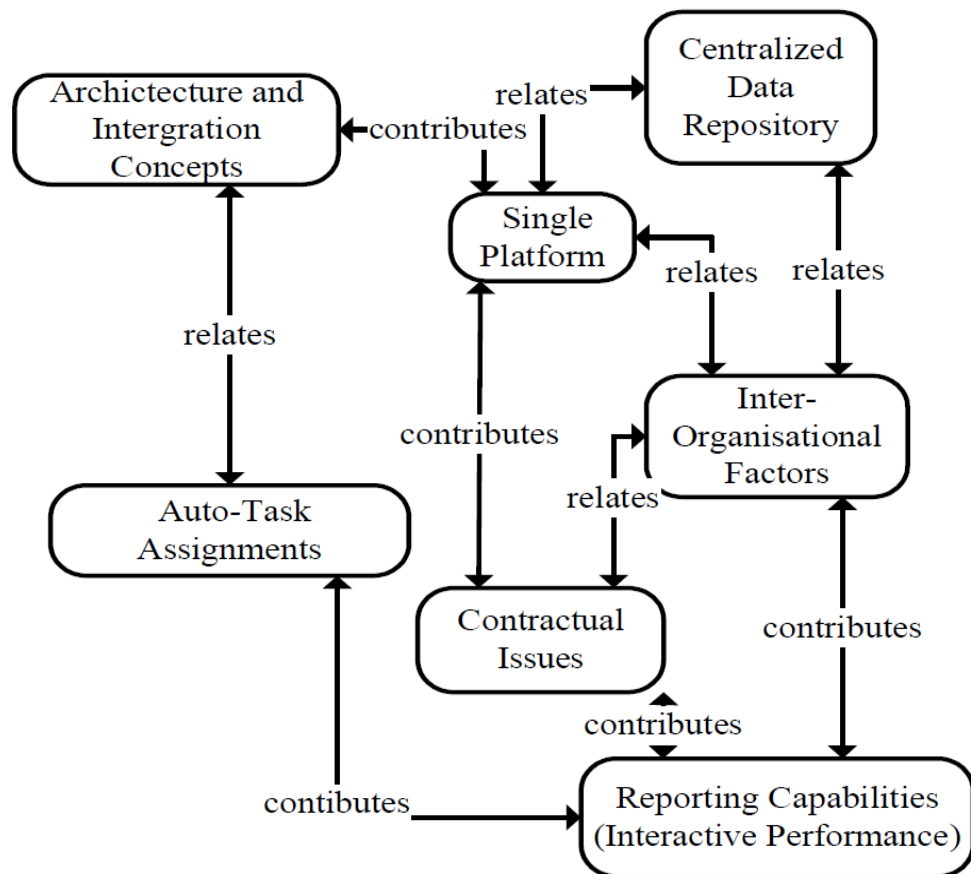 Archictecture and
Intergration
Concepts
contributes
relates
Centralized
Data
Repository
Single
Platform
relates
relates
relates
contributes
Inter-
Organisational
Factors
relates
Auto-Task
Assignments
Contractual
Issues
contributes
contributes
contibutes
Reporting Capabilities
(Interactive Performance)